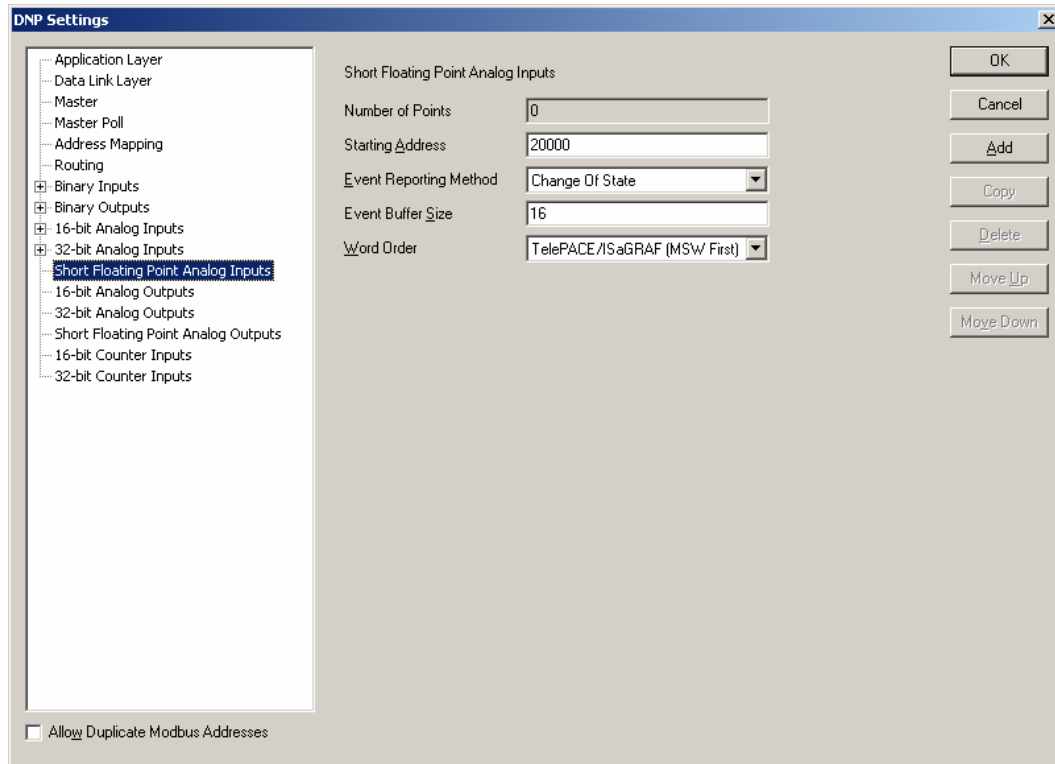 DNP Settings
Application Layer
Data Link Layer
Master
Master Poll
Address Mapping
Routing
Binary Inputs
Binary Outputs
16-bit Analog Inputs
32-bit Analog Inputs
Short Floating Point Analog Inputs
16-bit Analog Outputs
32-bit Analog Outputs
Short Floating Point Analog Outputs
16-bit Counter Inputs
32-bit Counter Inputs
Allow Duplicate Modbus Addresses
Short Floating Point Analog Inputs
Number of Points 0
Starting Address 20000
Event Reporting Method Change Of State
Event Buffer Size 16
Word Order TelePACE/ISaGRAF (MSW First)
OK
Cancel
Add
Copy
Delete
Move Up
Move Down